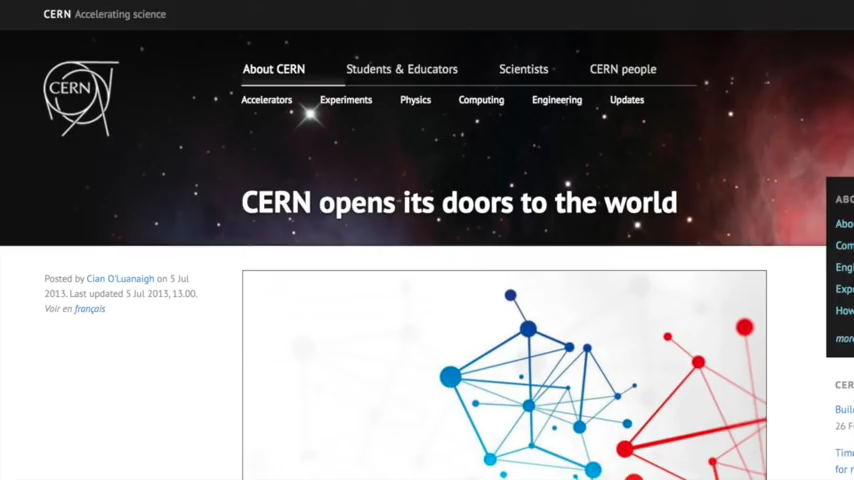 CERN Accelerating science
CERN
About CERN Students & Educators Scientists CERN people
Accelerators Experiments Physics Computing Engineering Updates
CERN opens its doors to the world
Posted by Cian O'Luanaigh on 5 Jul
2013. Last updated 5 Jul 2013, 13.00.
Voir en français